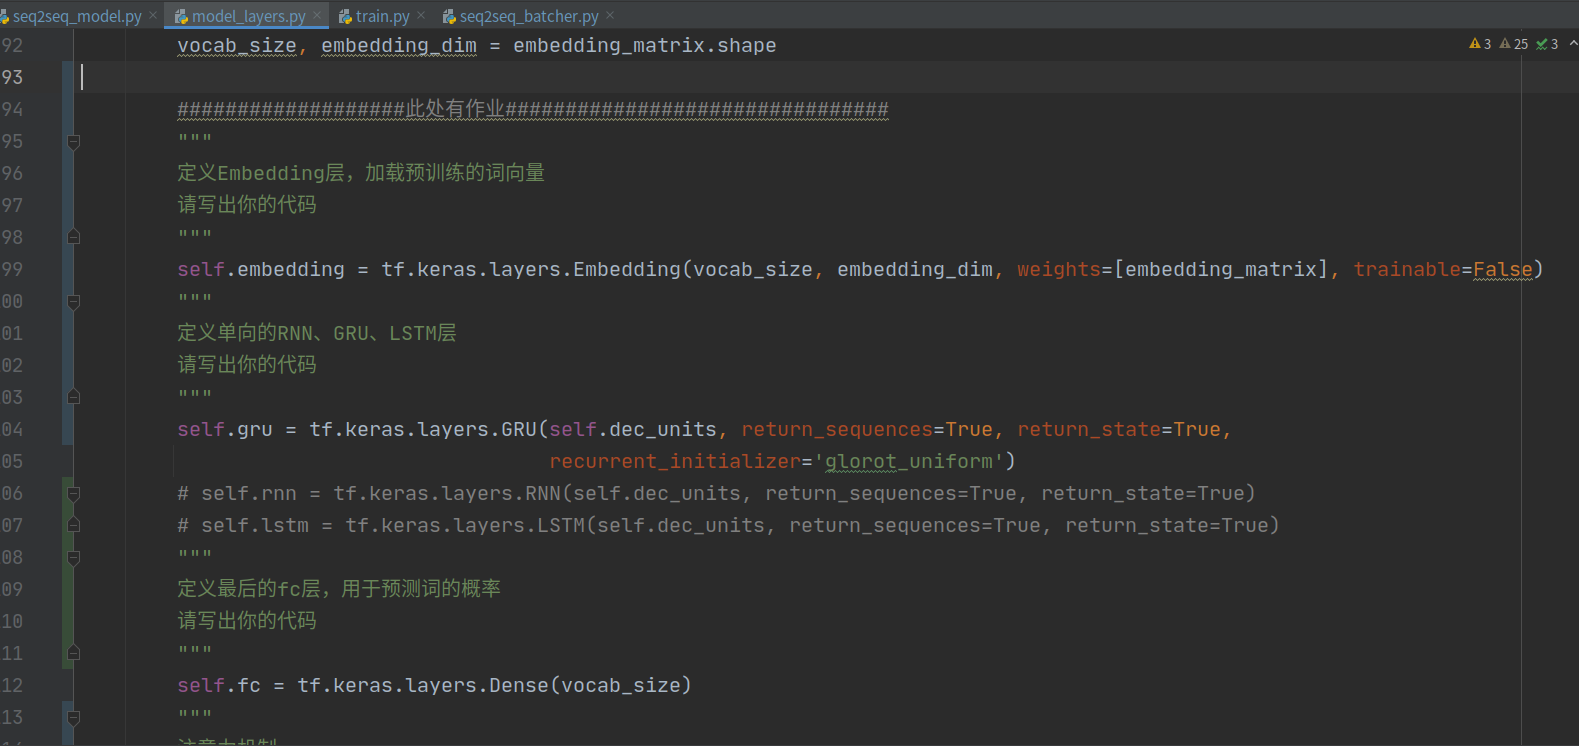 seq2seq_model.py × model_layers.py × train.py × seq2seq_batcher.py ×
92 vocab_size, embedding_dim = embedding_matrix.shape 3 25 3
93
94 ###################此处有作业################################
95 """
96 定义Embedding层，加载预训练的词向量
97 请写出你的代码
98 """
99 self.embedding = tf.keras.layers.Embedding(vocab_size, embedding_dim, weights=[embedding_matrix], trainable=False)
00 """
01 定义单向的RNN、GRU、LSTM层
02 请写出你的代码
03 """
04 self.gru = tf.keras.layers.GRU(self.dec_units, return_sequences=True, return_state=True,
05 recurrent_initializer='glorot_uniform')
06 # self.rnn = tf.keras.layers.RNN(self.dec_units, return_sequences=True, return_state=True)
07 # self.lstm = tf.keras.layers.LSTM(self.dec_units, return_sequences=True, return_state=True)
08 """
09 定义最后的fc层，用于预测词的概率
10 请写出你的代码
11 """
12 self.fc = tf.keras.layers.Dense(vocab_size)
13 """